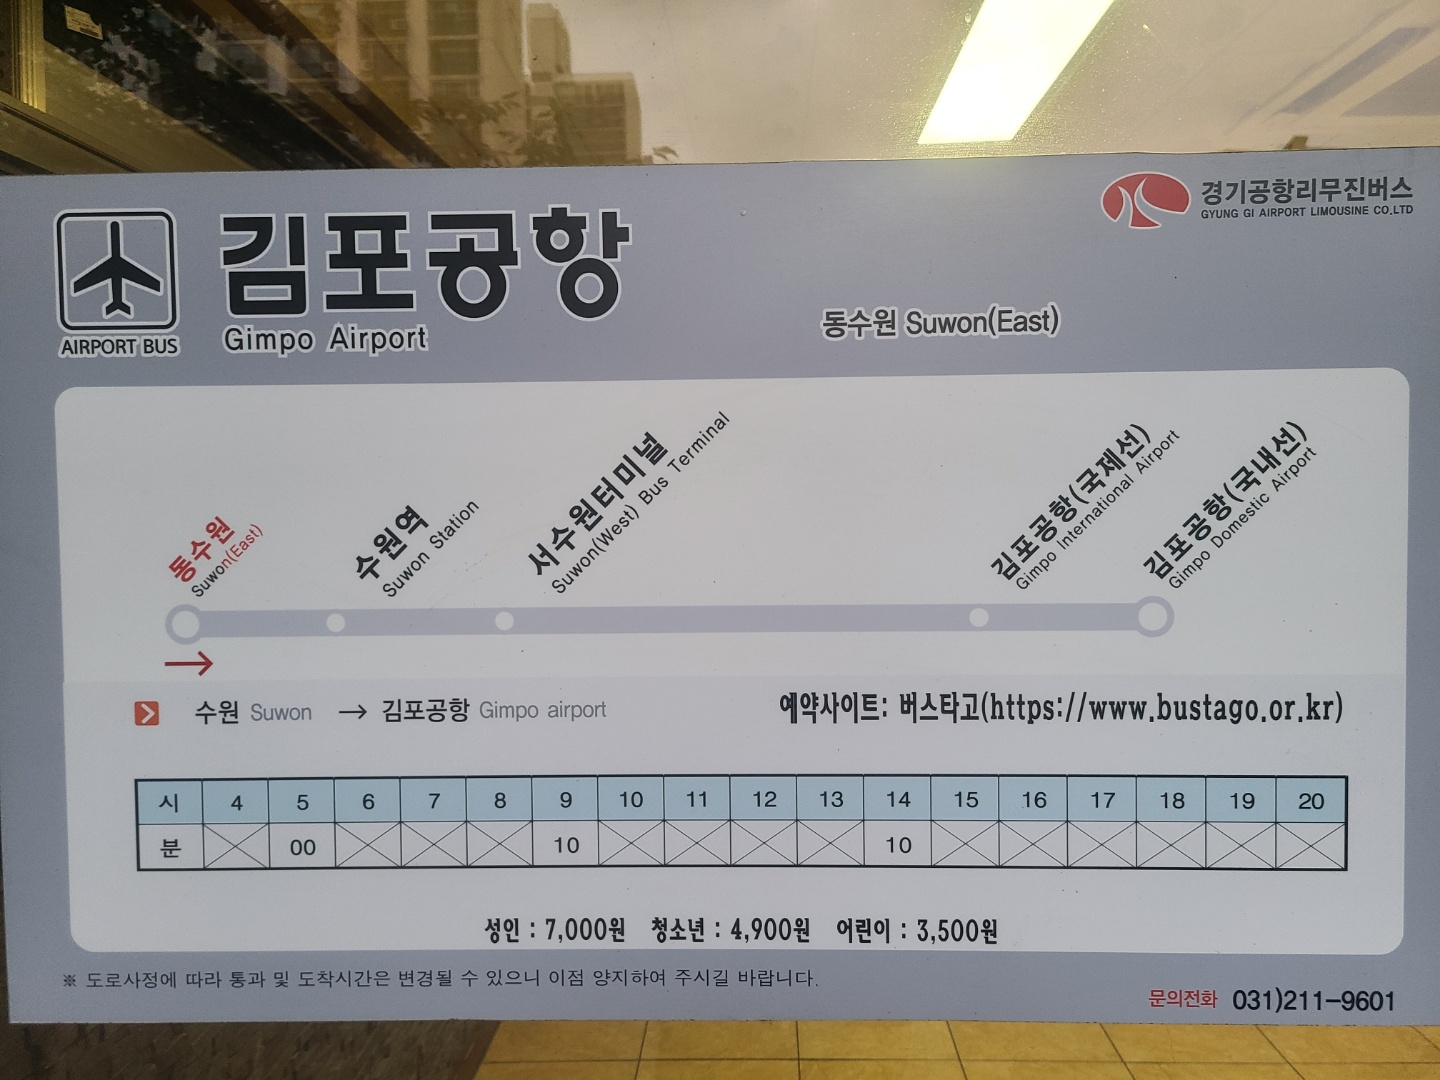 경기공항리무진버스
GYUNG GI AIRPORT LIMOUSINE CO.LTD
김포공항
Gimpo Airport
AIRPORT BUS
동수원 Suwon(East)
동수원
Suwon(East)
수원역
Suwon Station
서수원터미널
Suwon(West) Bus Terminal
김포공항(국제선)
Gimpo International Airport
김포공항(국내선)
Gimpo Domestic Airport
수원 Suwon → 김포공항 Gimpo airport
예약사이트: 버스타고(https://www.bustago.or.kr)
시 4 5 6 7 8 9 10 11 12 13 14 15 16 17 18 19 20
분 00 10 10
성인 : 7,000원 청소년 : 4,900원 어린이 : 3,500원
※ 도로사정에 따라 통과 및 도착시간은 변경될 수 있으니 이점 양지하여 주시길 바랍니다.
문의전화 031)211-9601